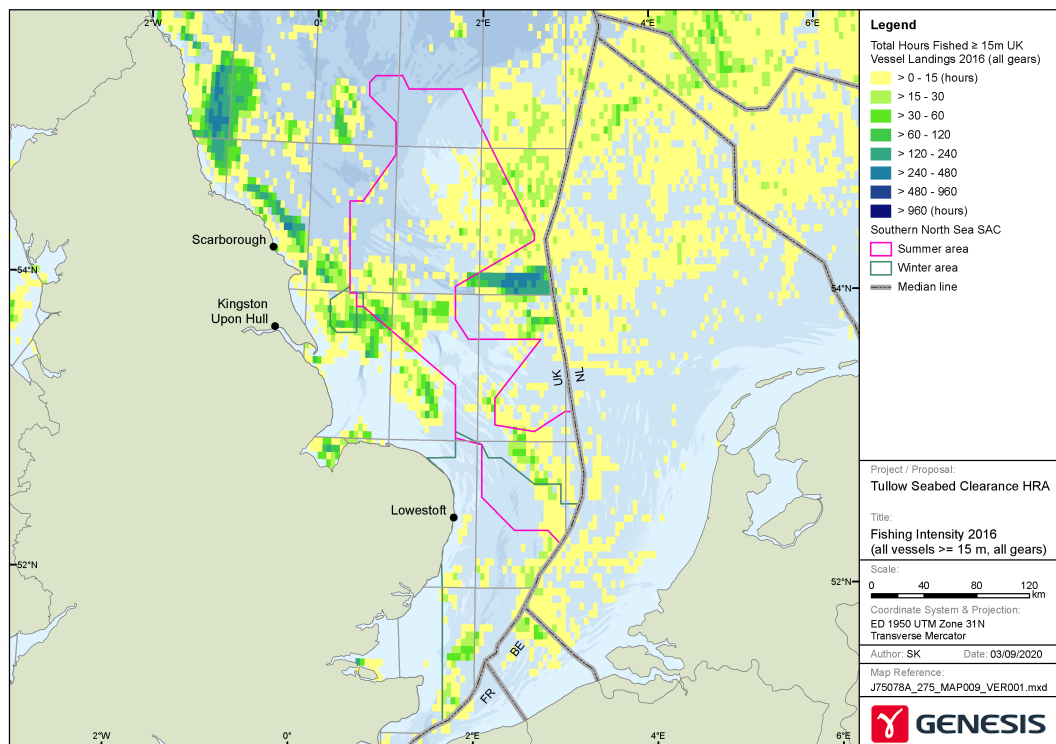 2°W
0°
2°E
4°E
6°E
54°N
54°N
Scarborough
Kingston
Upon Hull
UK
NL
Lowestoft
52°N
52°N
BE
FR
2°W
0°
2°E
4°E
6°E
Legend
Total Hours Fished ≥ 15m UK
Vessel Landings 2016 (all gears)
> 0 - 15 (hours)
> 15 - 30
> 30 - 60
> 60 - 120
> 120 - 240
> 240 - 480
> 480 - 960
> 960 (hours)
Southern North Sea SAC
Summer area
Winter area
Median line
Project / Proposal:
Tullow Seabed Clearance HRA
Title:
Fishing Intensity 2016
(all vessels >= 15 m, all gears)
Scale:
0 40 80 120
km
Coordinate System & Projection:
ED 1950 UTM Zone 31N
Transverse Mercator
Author: SK Date: 03/09/2020
Map Reference:
J75078A_275_MAP009_VER001.mxd
GENESIS